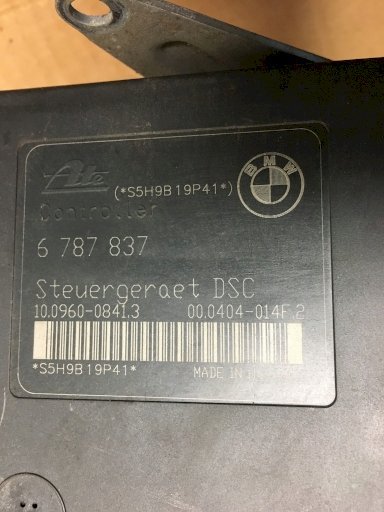 Ate (*S5H9B19P41*) BMW
Controller
6 787 837
Steuergeraet DSC
10.0960-0841.3 00.0404-014F.2
*S5H9B19P41* MADE IN